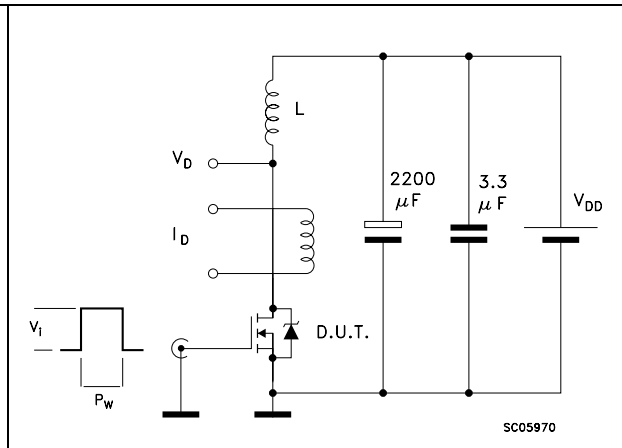 L
V_D
2200
μF
3.3
μF
V_DD
I_D
D.U.T.
V_i
P_W
SC05970